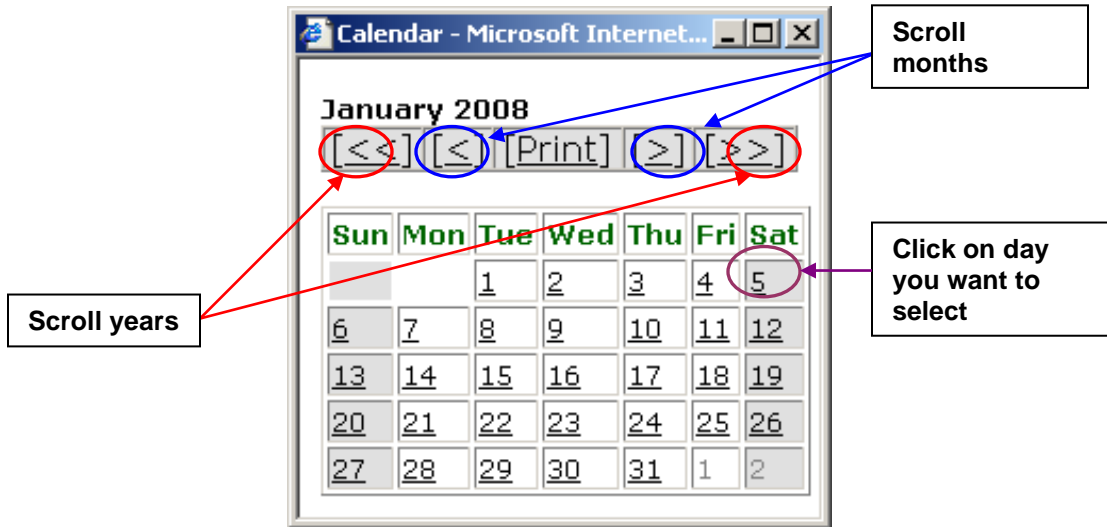 Calendar - Microsoft Internet...
Scroll
months
January 2008
[<<] [<] [Print] [>] [>>]
Sun Mon Tue Wed Thu Fri Sat
1 2 3 4 5
Click on day
you want to
select
Scroll years
6 7 8 9 10 11 12
13 14 15 16 17 18 19
20 21 22 23 24 25 26
27 28 29 30 31 1 2